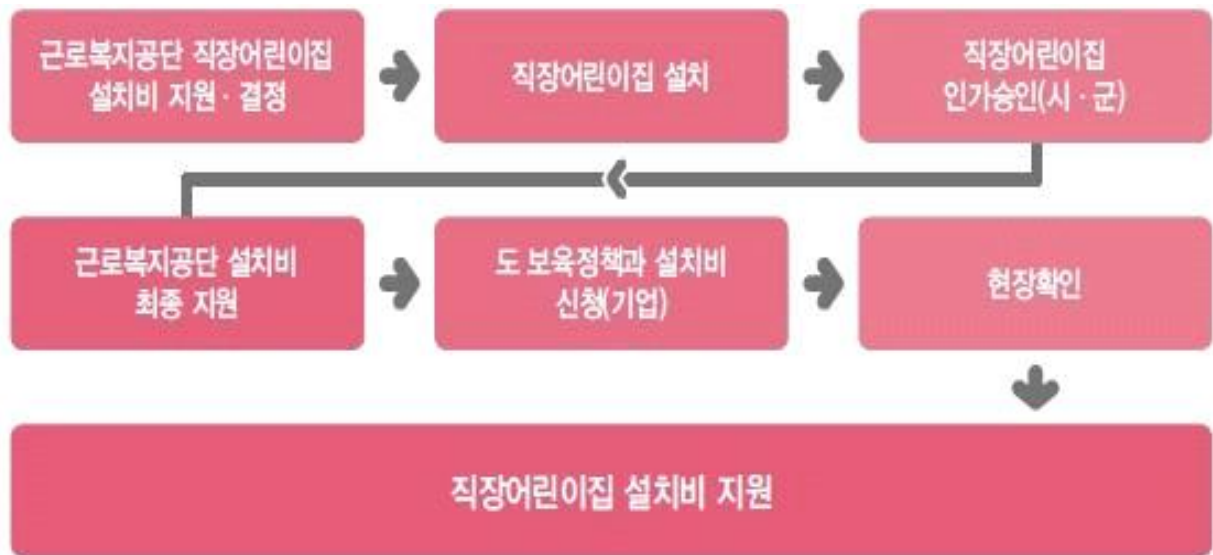 근로복지공단 직장어린이집
설치비 지원 · 결정
직장어린이집 설치
직장어린이집
인가승인(시 · 군)
근로복지공단 설치비
최종 지원
도 보육정책과 설치비
신청(기업)
현장확인
직장어린이집 설치비 지원